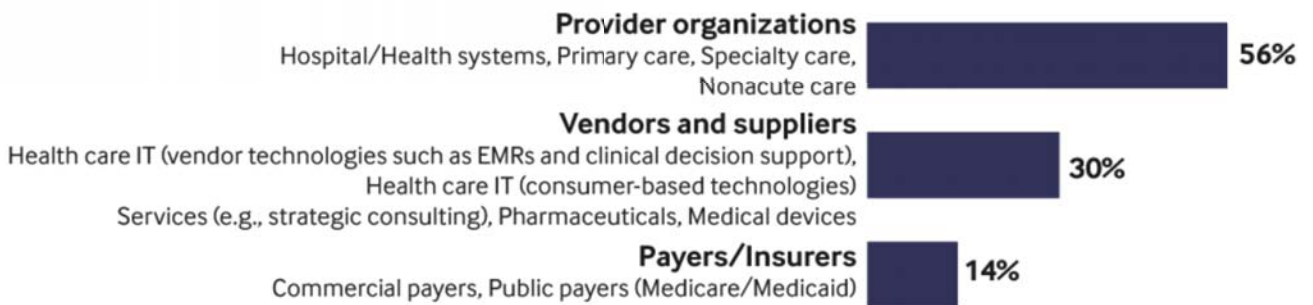 Provider organizations
Hospital/Health systems, Primary care, Specialty care,
Nonacute care
56%
Vendors and suppliers
Health care IT (vendor technologies such as EMRs and clinical decision support),
Health care IT (consumer-based technologies)
Services (e.g., strategic consulting), Pharmaceuticals, Medical devices
30%
Payers/Insurers
Commercial payers, Public payers (Medicare/Medicaid)
14%